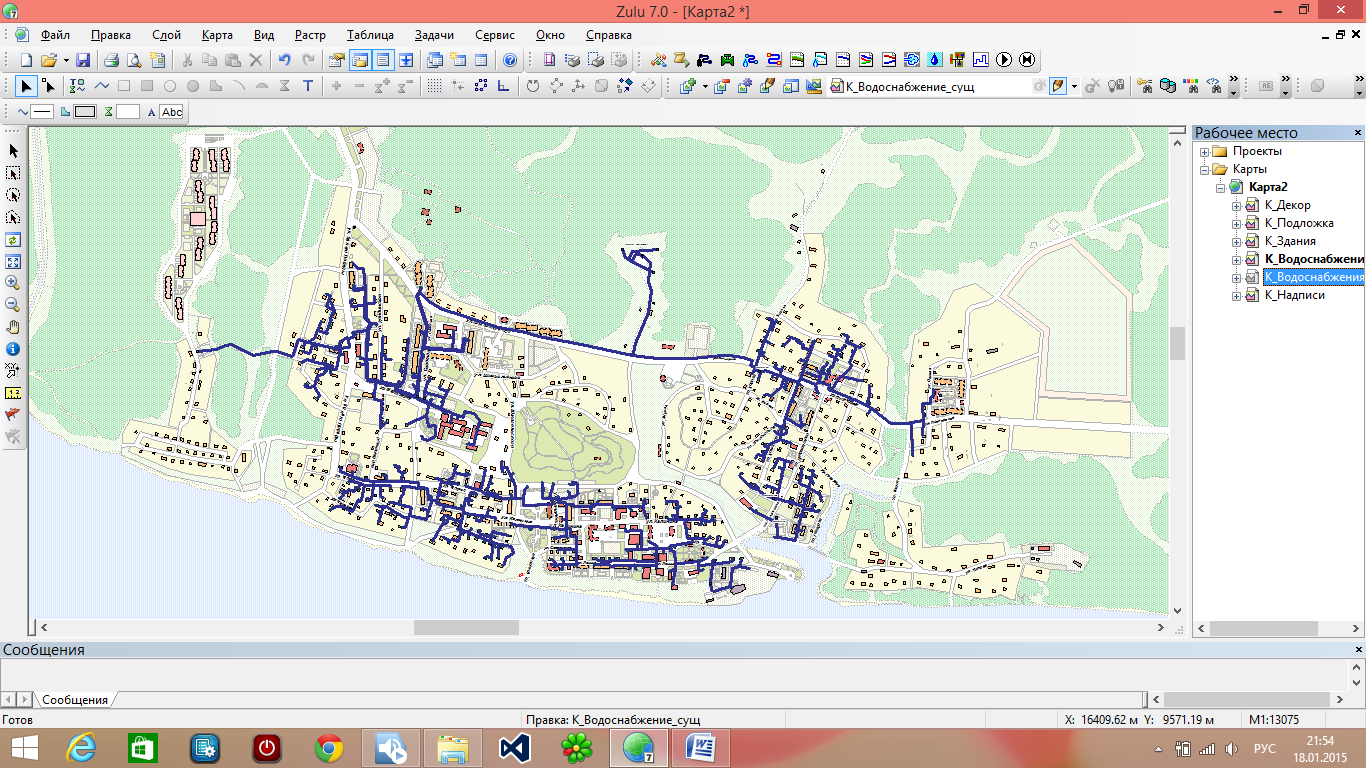 Zulu 7.0 - [Карта2 *]
Файл Правка Слой Карта Вид Растр Таблица Задачи Сервис Окно Справка
К_Водоснабжение_сущ
A Abc
Рабочее место
Проекты
Карты
Карта2
К_Декор
К_Подложка
К_Здания
К_Водоснабжени
К_Водоснабжения
К_Надписи
Сообщения
Сообщения
Готов Правка: К_Водоснабжение_сущ X: 16409.62 м Y: 9571.19 м М1:13075
РУС
21:54
18.01.2015